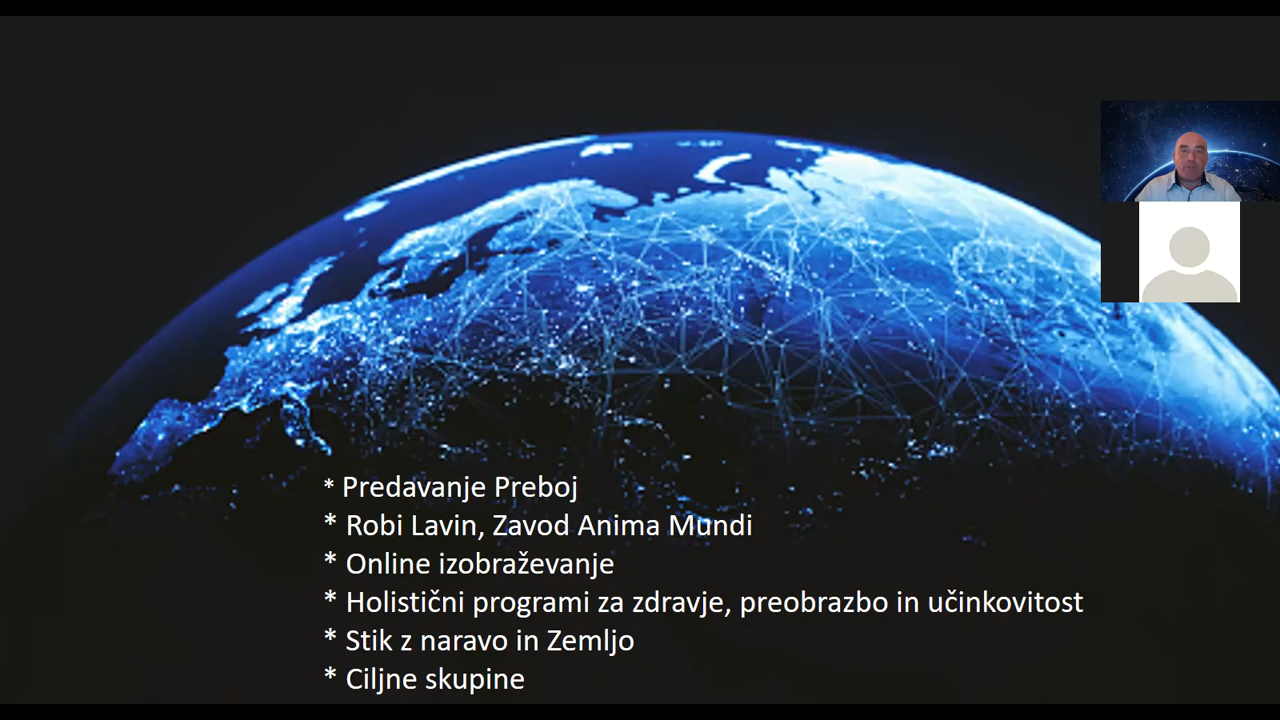 * Predavanje Preboj
* Robi Lavin, Zavod Anima Mundi
* Online izobraževanje
* Holistični programi za zdravje, preobrazbo in učinkovitost
* Stik z naravo in Zemljo
* Ciljne skupine